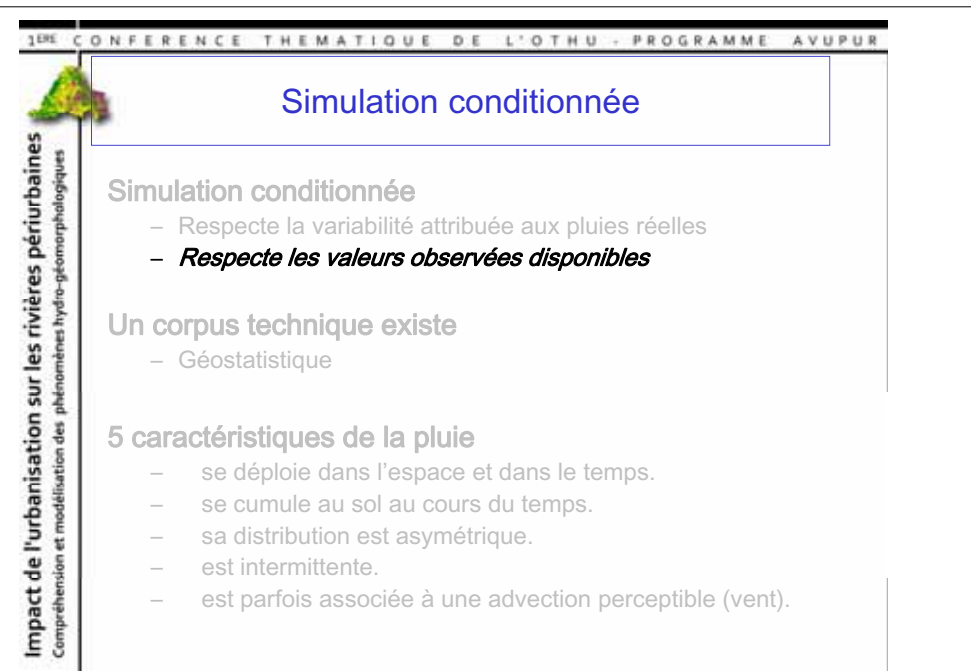 1ERE CONFERENCE THEMATIQUE DE L'OTHU - PROGRAMME AVUPUR
Impact de l'urbanisation sur les rivières périurbaines
Compréhension et modélisation des phénomènes hydro-géomorphologiques
Simulation conditionnée
Simulation conditionnée
– Respecte la variabilité attribuée aux pluies réelles
– Respecte les valeurs observées disponibles
Un corpus technique existe
– Géostatistique
5 caractéristiques de la pluie
– se déploie dans l'espace et dans le temps.
– se cumule au sol au cours du temps.
– sa distribution est asymétrique.
– est intermittente.
– est parfois associée à une advection perceptible (vent).